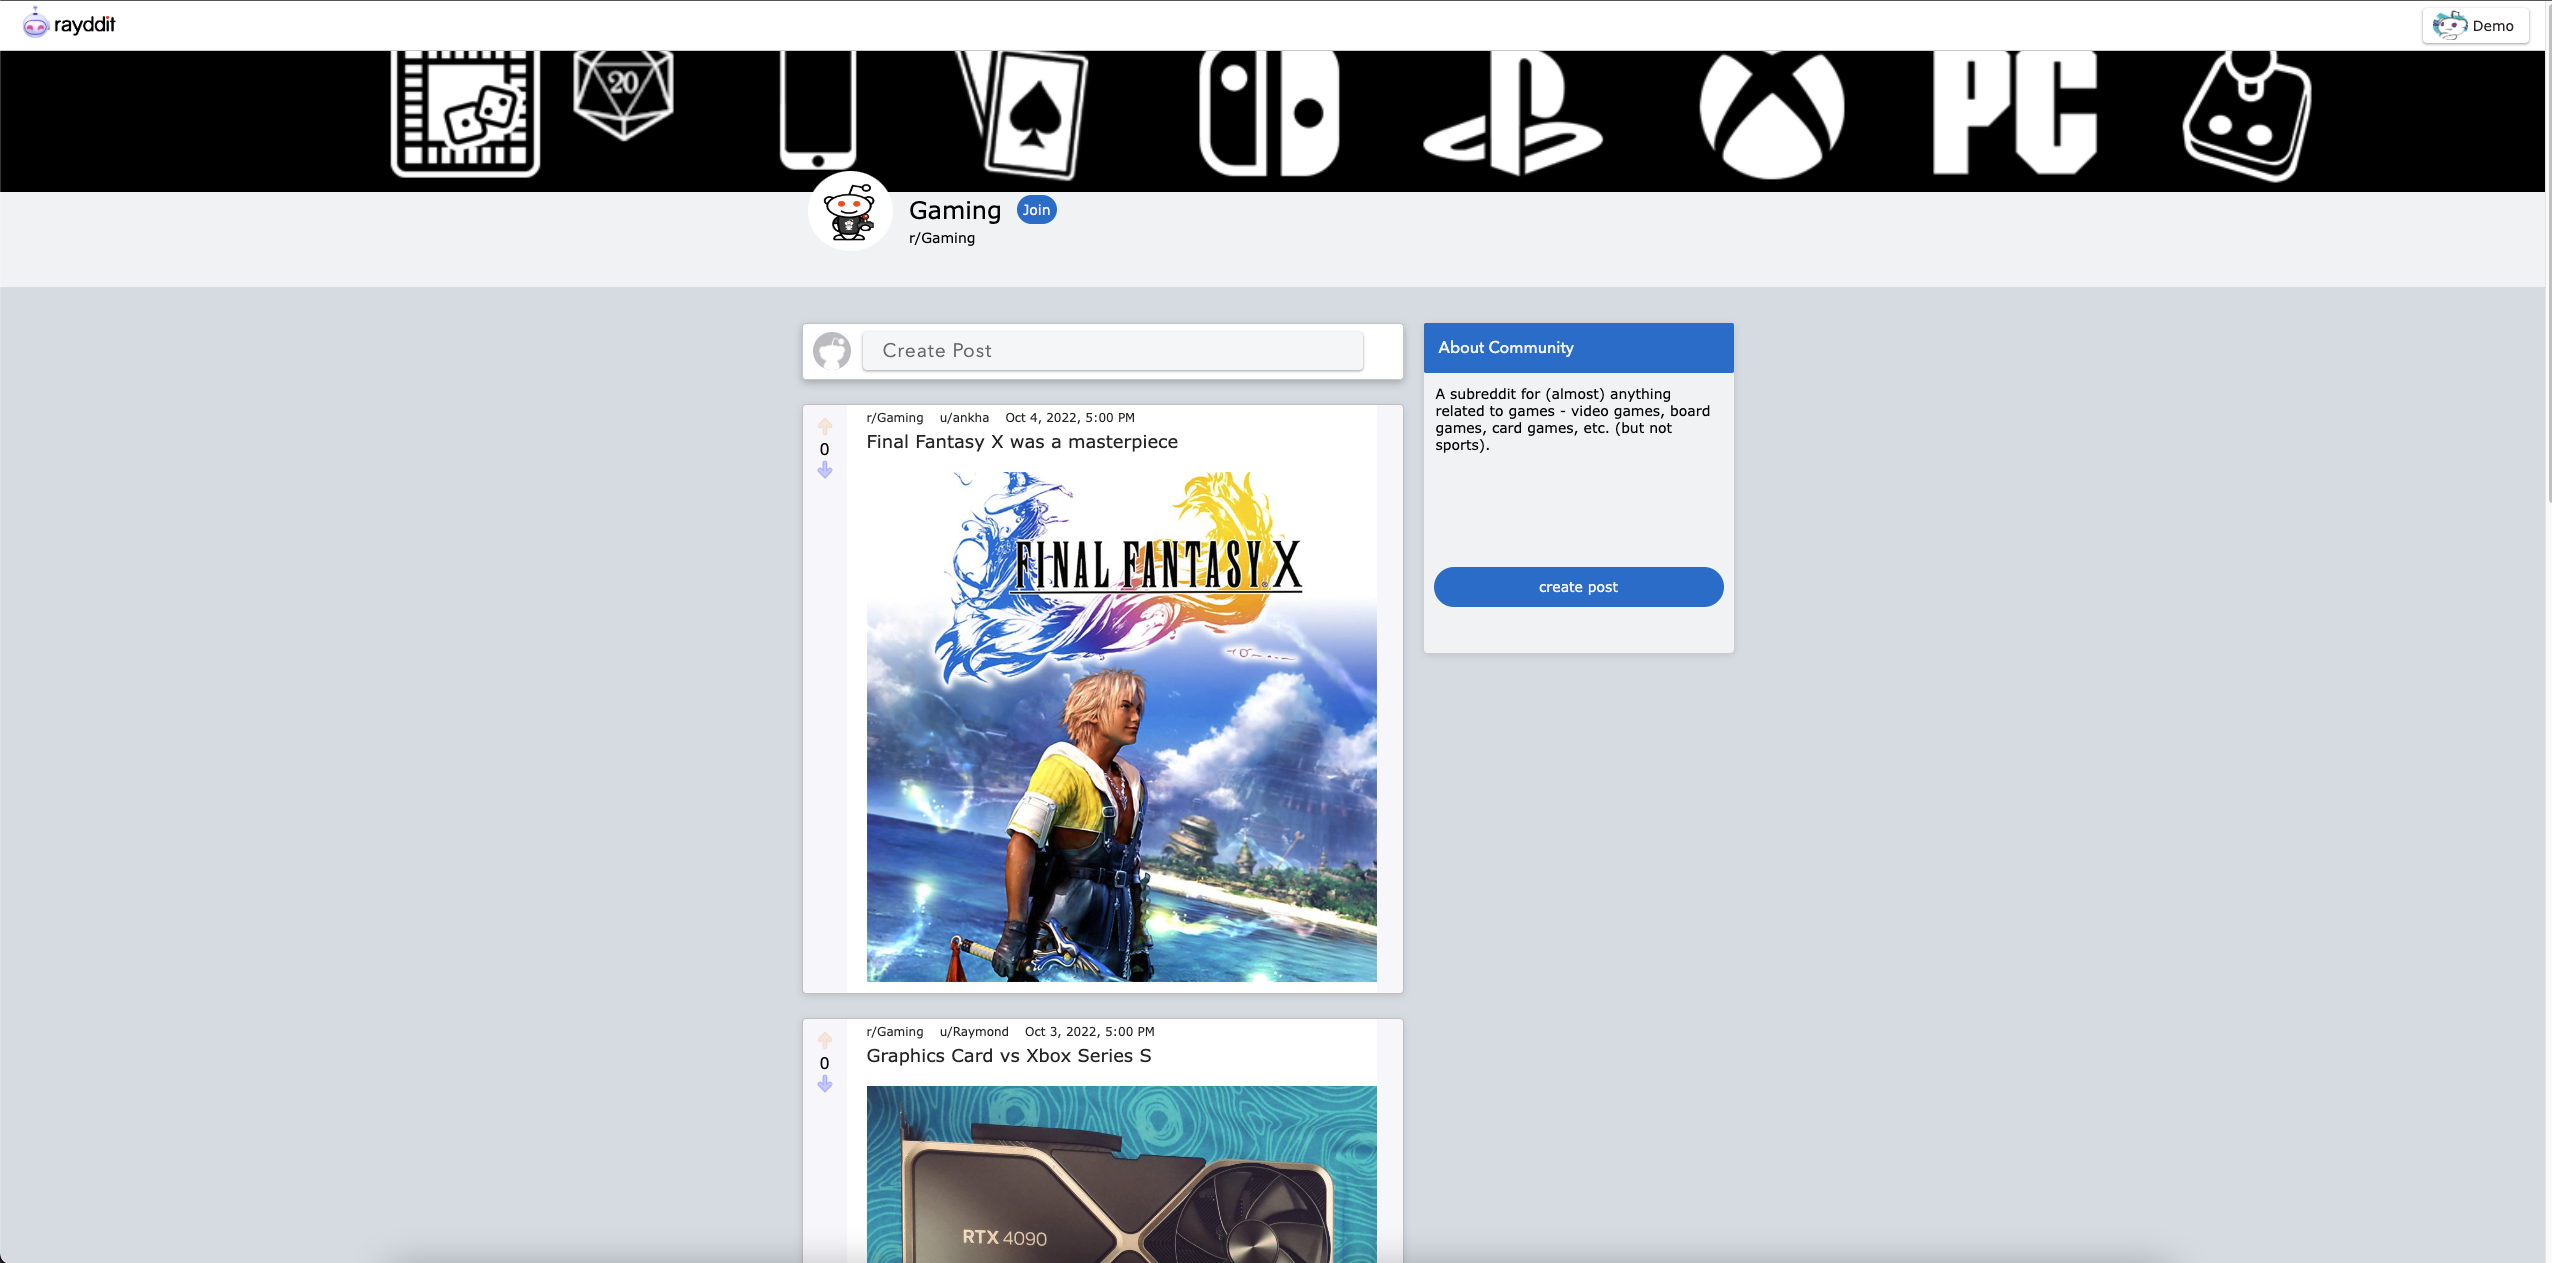 rayddit
Demo
20
PC
Gaming
Join
r/Gaming
Create Post
r/Gaming u/ankha Oct 4, 2022, 5:00 PM
0
Final Fantasy X was a masterpiece
FINAL FANTASY X
About Community
A subreddit for (almost) anything
related to games - video games, board
games, card games, etc. (but not
sports).
create post
r/Gaming u/Raymond Oct 3, 2022, 5:00 PM
0
Graphics Card vs Xbox Series S
RTX 4090